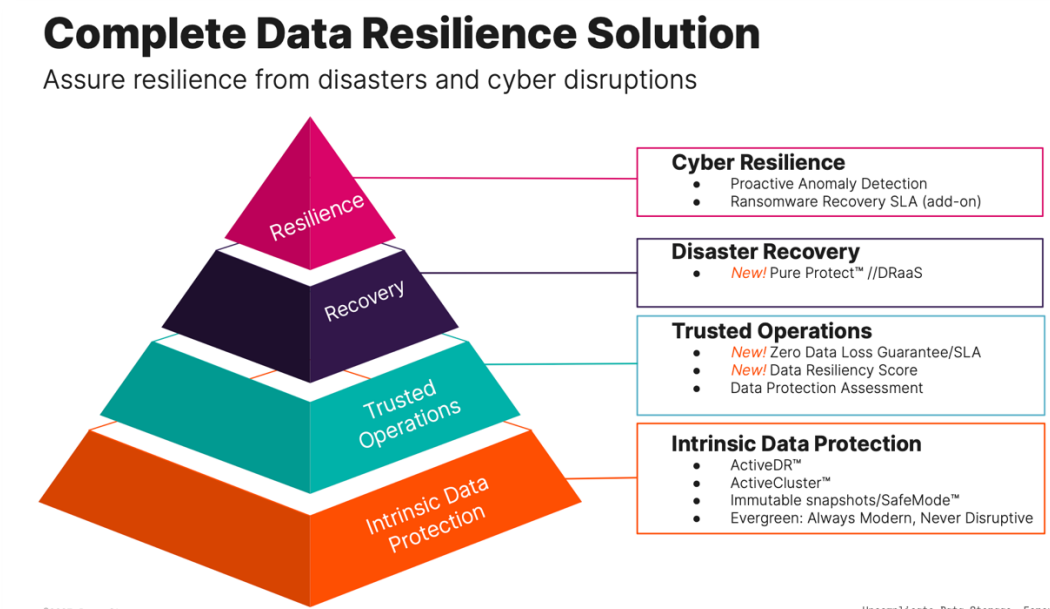 Complete Data Resilience Solution
Assure resilience from disasters and cyber disruptions
Resilience
Recovery
Trusted
Operations
Intrinsic Data
Protection
Cyber Resilience
● Proactive Anomaly Detection
● Ransomware Recovery SLA (add-on)
Disaster Recovery
● New! Pure Protect™ //DRaaS
Trusted Operations
● New! Zero Data Loss Guarantee/SLA
● New! Data Resiliency Score
● Data Protection Assessment
Intrinsic Data Protection
● ActiveDR™
● ActiveCluster™
● Immutable snapshots/SafeMode™
● Evergreen: Always Modern, Never Disruptive